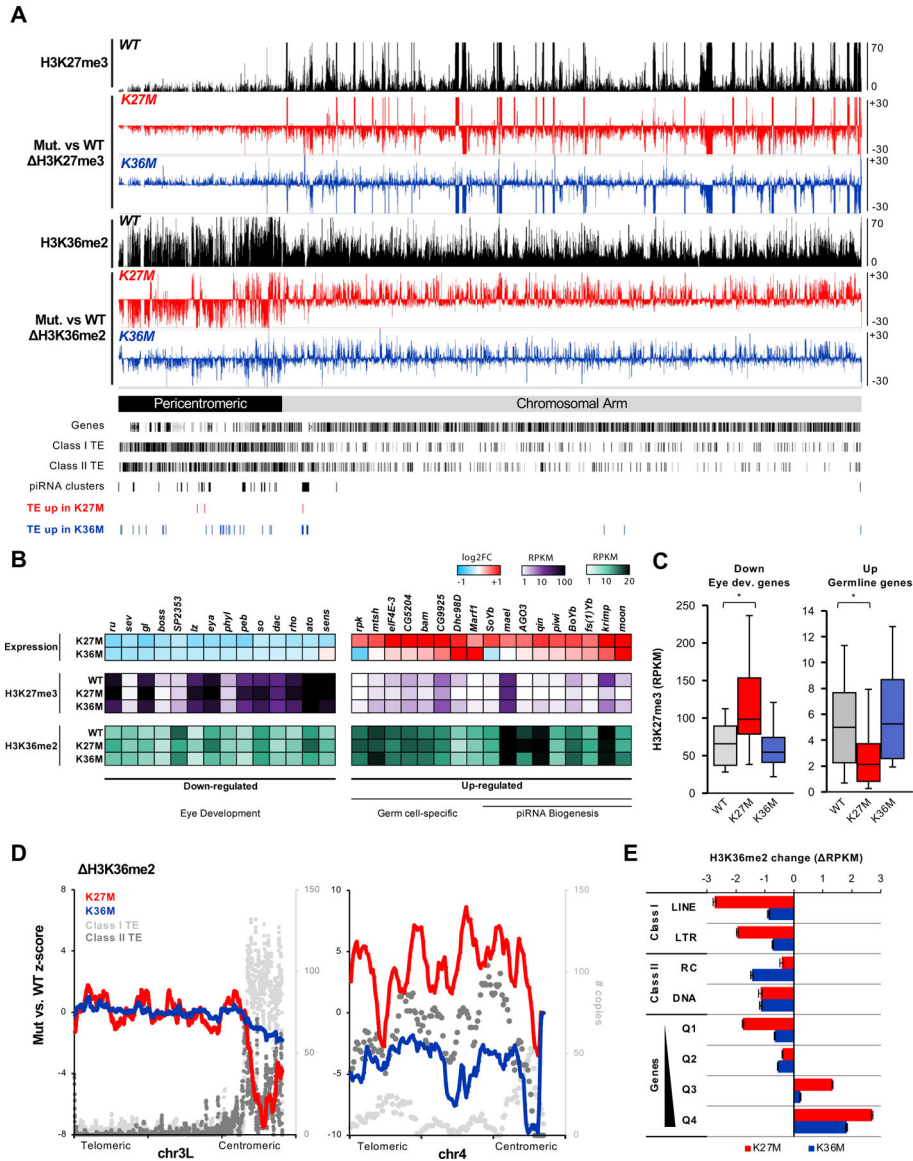 A
WT
H3K27me3
70
0
K27M
+30
-30
Mut. vs WT
ΔH3K27me3
K36M
+30
-30
WT
H3K36me2
70
0
K27M
+30
-30
Mut. vs WT
ΔH3K36me2
K36M
+30
-30
Pericentromeric
Chromosomal Arm
Genes
Class I TE
Class II TE
piRNA clusters
TE up in K27M
TE up in K36M
B
log2FC
-1 +1
RPKM
1 10 100
RPKM
1 10 20
ru sev gl boss SP2353 lz eya phyl peb so dac rho ato sens
rpk mtsh eIF4E-3 CG5204 bam CG9925 Dhc98D Marf1 SoYb mael AGO3 qin piwi BoYb fs(1)Yb krimp moon
Expression
K27M
K36M
H3K27me3
WT
K27M
K36M
H3K36me2
WT
K27M
K36M
Down-regulated
Up-regulated
Eye Development
Germ cell-specific
piRNA Biogenesis
C
Down
Eye dev. genes
Up
Germline genes
H3K27me3 (RPKM)
250
200
150
100
50
0
*
WT K27M K36M
14
12
10
8
6
4
2
0
*
WT K27M K36M
D
ΔH3K36me2
K27M
K36M
Class I TE
Class II TE
Mut vs. WT z-score
8
4
0
-4
-8
150
100
50
0
Telomeric
Centromeric
chr3L
10
5
0
-5
-10
150
100
50
0
# copies
Telomeric
Centromeric
chr4
E
H3K36me2 change (ΔRPKM)
-3 -2 -1 0 1 2 3
Class I
LINE
LTR
Class II
RC
DNA
Genes
Q1
Q2
Q3
Q4
K27M K36M